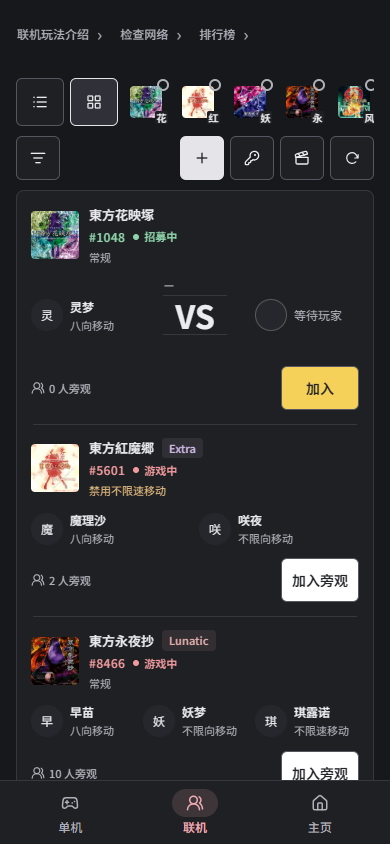 联机玩法介绍 检查网络 排行榜
花 红 妖 永 风
東方花映塚
#1048 招募中
常规
灵 灵梦 八向移动
VS
等待玩家
0 人旁观 加入
東方紅魔郷 Extra
#5601 游戏中
禁用不限速移动
魔 魔理沙 八向移动
咲 咲夜 不限向移动
2 人旁观 加入旁观
東方永夜抄 Lunatic
#8466 游戏中
常规
早 早苗 八向移动
妖 妖梦 不限向移动
琪 琪露诺 不限速移动
10 人旁观 加入旁观
单机 联机 主页